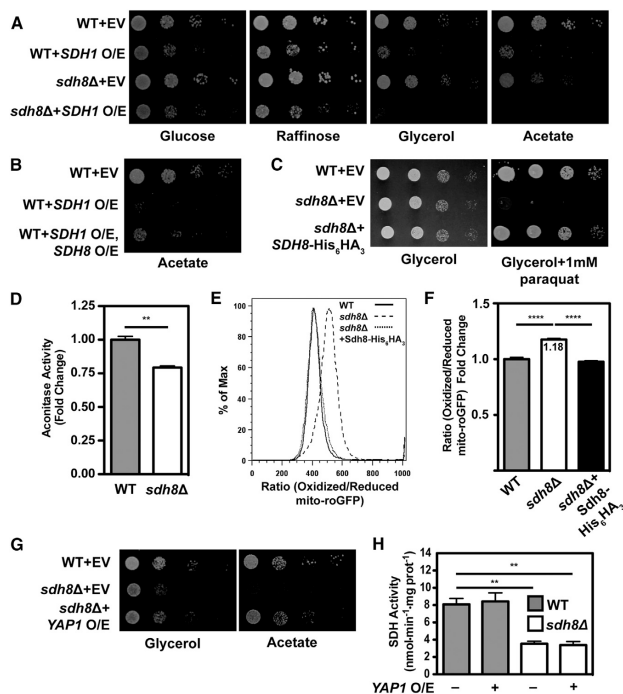 A
WT+EV
WT+SDH1 O/E
sdh8Δ+EV
sdh8Δ+SDH1 O/E
Glucose
Raffinose
Glycerol
Acetate
B
WT+EV
WT+SDH1 O/E
WT+SDH1 O/E,
SDH8 O/E
Acetate
C
WT+EV
sdh8Δ+EV
sdh8Δ+
SDH8-His6HA3
Glycerol
Glycerol+1mM
paraquat
D
Aconitase Activity
(Fold Change)
1.25
1.00
0.75
0.50
0.25
0.00
**
WT
sdh8Δ
E
% of Max
100
80
60
40
20
0
WT
sdh8Δ
sdh8Δ
+Sdh8-His6HA3
0
200
400
600
800
1000
Ratio (Oxidized/Reduced
mito-roGFP)
F
Ratio (Oxidized/Reduced
mito-roGFP) Fold Change
1.5
1.0
0.5
****
****
1.18
WT
sdh8Δ
sdh8Δ+
Sdh8-
His6HA3
G
WT+EV
sdh8Δ+EV
sdh8Δ+
YAP1 O/E
Glycerol
Acetate
H
SDH Activity
(nmol·min-1·mg prot-1)
14
12
10
8
6
4
2
0
**
**
WT
sdh8Δ
YAP1 O/E
–
+
–
+